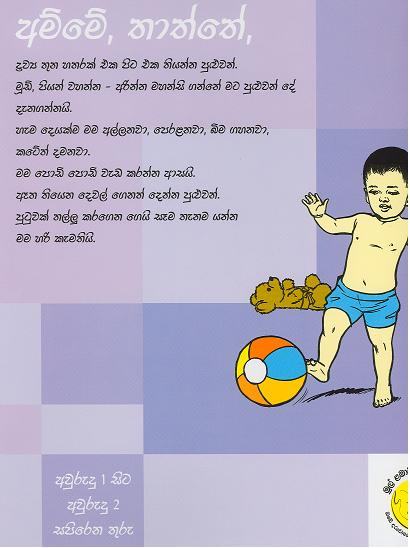 අම්මේ, තාත්තේ,
ද්‍රව්‍ය තුන හතරක් එක පිට එක තියන්න පුළුවන්.
මූඩි, පියන් වහන්න - අරින්න මහන්සි ගන්නේ මට පුළුවන් දේ
දැනගන්නයි.
හැම දෙයක්ම මම අල්ලනවා, පෙරළනවා, බිම ගහනවා,
කටේත් දමනවා.
මම පොඩි පොඩි වැඩ කරන්න ආසයි.
ඈත තියෙන දෙවල් ගෙනත් දෙන්න පුළුවන්.
පුටුවක් තල්ලු කරගෙන ගෙයි සෑම තැනම යන්න
මම හරි කැමතියි.
අවුරුදු 1 සිට
අවුරුදු 2
සපිරෙන තුරු